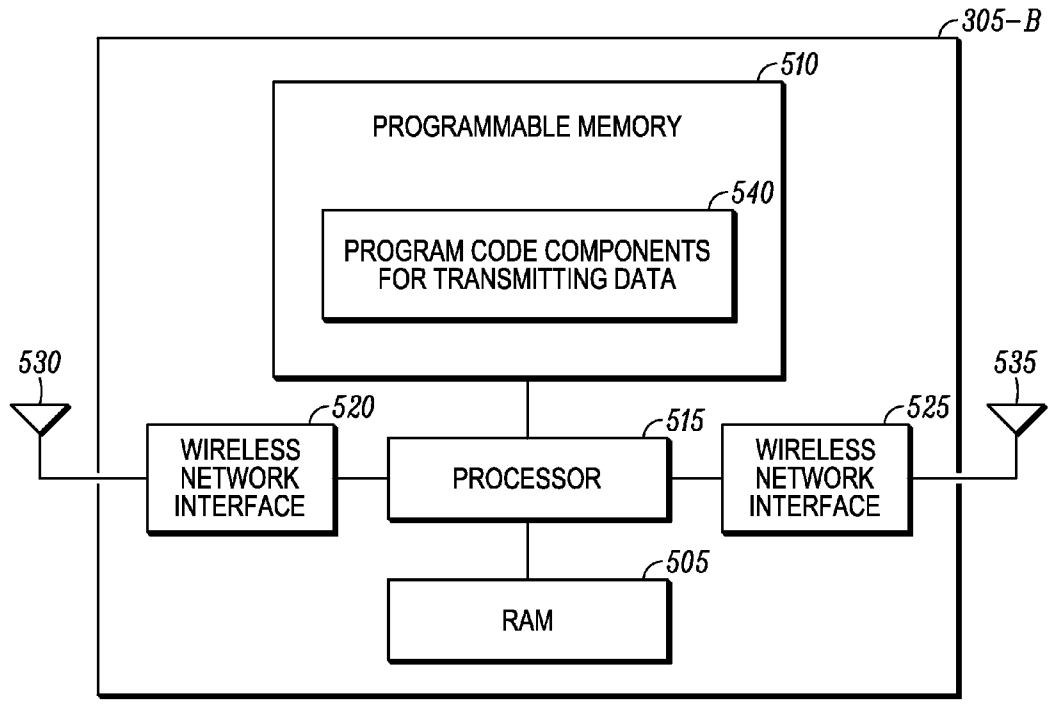 305-B
510
PROGRAMMABLE MEMORY
540
PROGRAM CODE COMPONENTS
FOR TRANSMITTING DATA
530
535
520
515
525
WIRELESS
NETWORK
INTERFACE
PROCESSOR
WIRELESS
NETWORK
INTERFACE
505
RAM